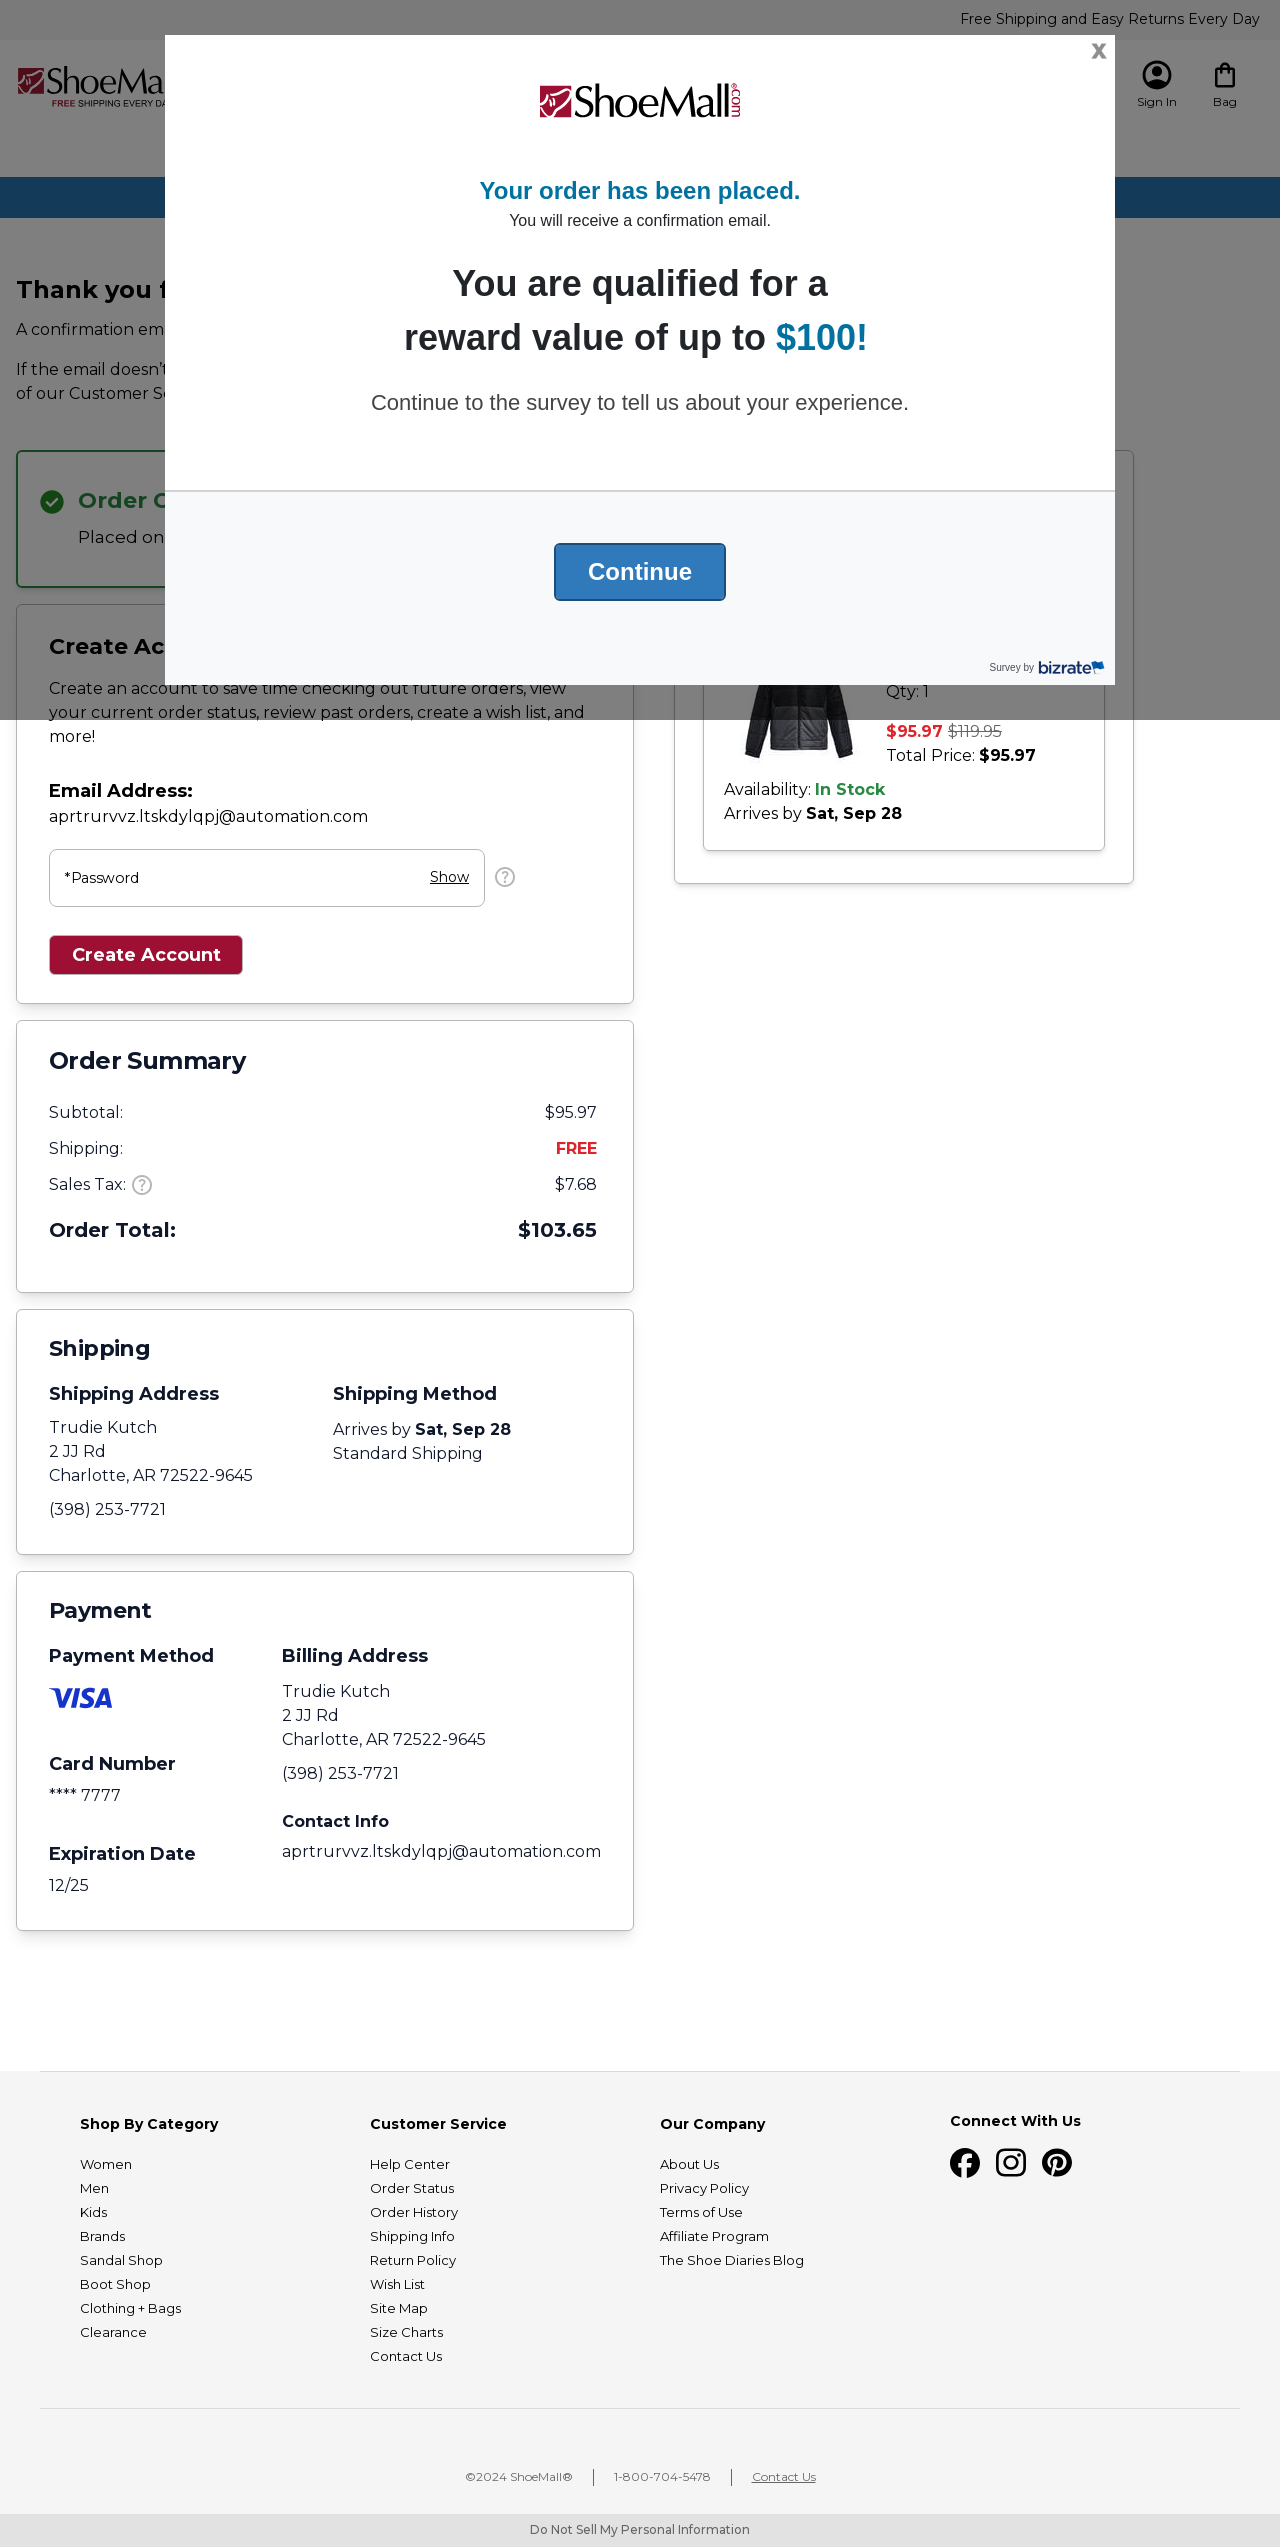 Free Shipping and Easy Returns Every Day
ShoeMa
FREE SHIPPING EVERY DA
Sign In
Bag
X
ShoeMall.com
Your order has been placed.
You will receive a confirmation email.
You are qualified for a
reward value of up to $100!
Continue to the survey to tell us about your experience.
Continue
Survey by bizrate
Thank you f
A confirmation em
If the email doesn't
of our Customer Se
Order C
Placed on
Create Ac
Create an account to save time checking out future orders, view
your current order status, review past orders, create a wish list, and
more!
Email Address:
aprtrurvvz.ltskdylqpj@automation.com
*Password
Show
Create Account
Qty: 1
$95.97 $119.95
Total Price: $95.97
Availability: In Stock
Arrives by Sat, Sep 28
Order Summary
Subtotal: $95.97
Shipping: FREE
Sales Tax: $7.68
Order Total: $103.65
Shipping
Shipping Address
Trudie Kutch
2 JJ Rd
Charlotte, AR 72522-9645
(398) 253-7721
Shipping Method
Arrives by Sat, Sep 28
Standard Shipping
Payment
Payment Method
VISA
Card Number
**** 7777
Expiration Date
12/25
Billing Address
Trudie Kutch
2 JJ Rd
Charlotte, AR 72522-9645
(398) 253-7721
Contact Info
aprtrurvvz.ltskdylqpj@automation.com
Shop By Category
Women
Men
Kids
Brands
Sandal Shop
Boot Shop
Clothing + Bags
Clearance
Customer Service
Help Center
Order Status
Order History
Shipping Info
Return Policy
Wish List
Site Map
Size Charts
Contact Us
Our Company
About Us
Privacy Policy
Terms of Use
Affiliate Program
The Shoe Diaries Blog
Connect With Us
©2024 ShoeMall®
1-800-704-5478
Contact Us
Do Not Sell My Personal Information